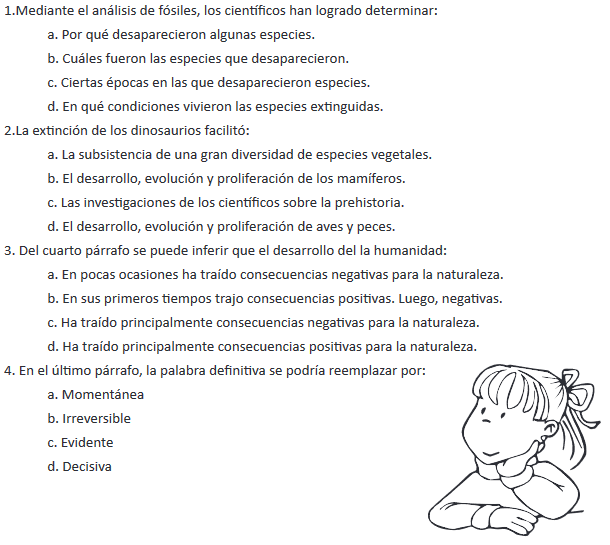 1.Mediante el análisis de fósiles, los científicos han logrado determinar:
a. Por qué desaparecieron algunas especies.
b. Cuáles fueron las especies que desaparecieron.
c. Ciertas épocas en las que desaparecieron especies.
d. En qué condiciones vivieron las especies extinguidas.
2.La extinción de los dinosaurios facilitó:
a. La subsistencia de una gran diversidad de especies vegetales.
b. El desarrollo, evolución y proliferación de los mamíferos.
c. Las investigaciones de los científicos sobre la prehistoria.
d. El desarrollo, evolución y proliferación de aves y peces.
3. Del cuarto párrafo se puede inferir que el desarrollo del la humanidad:
a. En pocas ocasiones ha traído consecuencias negativas para la naturaleza.
b. En sus primeros tiempos trajo consecuencias positivas. Luego, negativas.
c. Ha traído principalmente consecuencias negativas para la naturaleza.
d. Ha traído principalmente consecuencias positivas para la naturaleza.
4. En el último párrafo, la palabra definitiva se podría reemplazar por:
a. Momentánea
b. Irreversible
c. Evidente
d. Decisiva